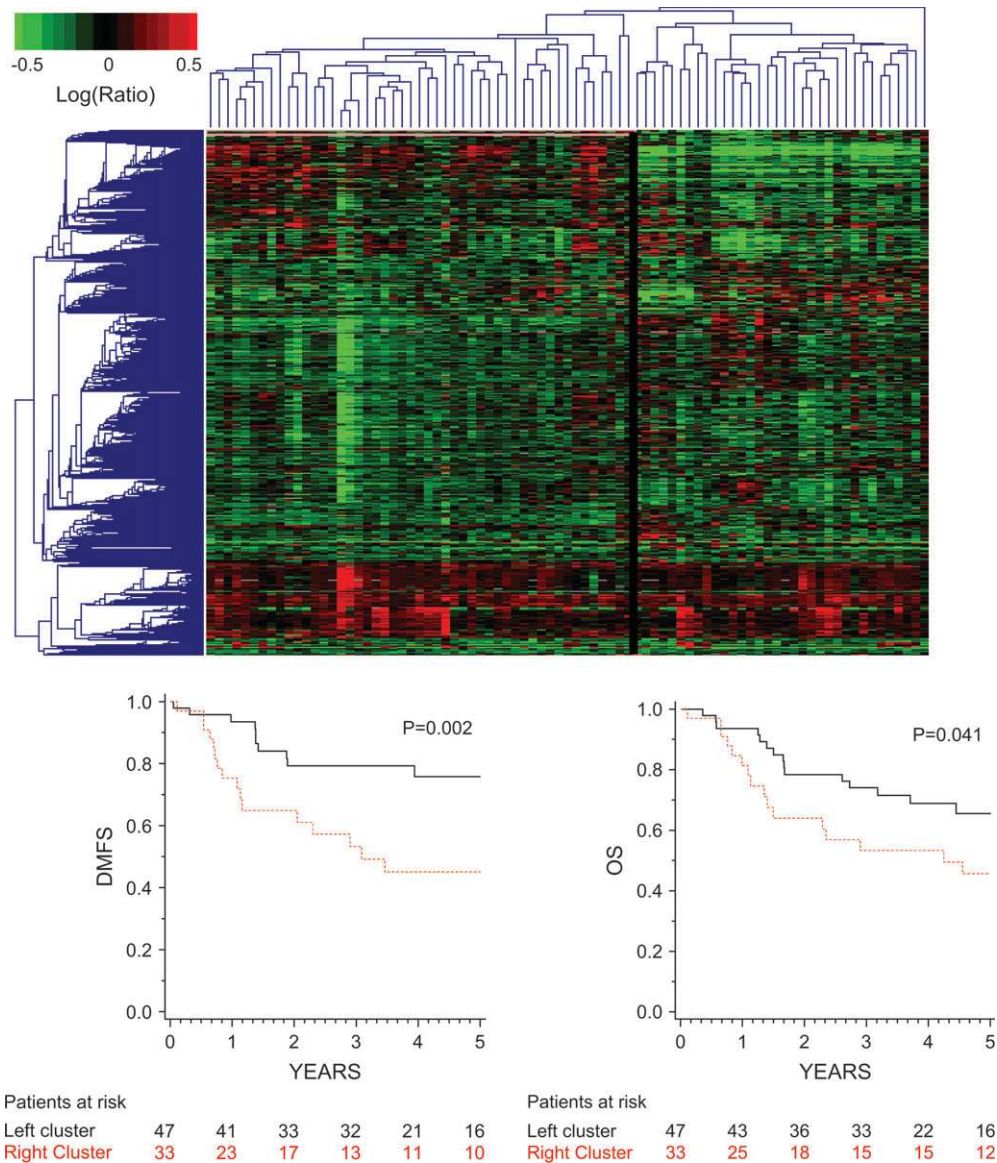 -0.5 0 0.5
Log(Ratio)
1.0
0.8
0.6
0.4
0.2
0.0
DMFS
P=0.002
0 1 2 3 4 5
YEARS
1.0
0.8
0.6
0.4
0.2
0.0
OS
P=0.041
0 1 2 3 4 5
YEARS
Patients at risk
Left cluster 47 41 33 32 21 16
Right Cluster 33 23 17 13 11 10
Patients at risk
Left cluster 47 43 36 33 22 16
Right Cluster 33 25 18 15 15 12